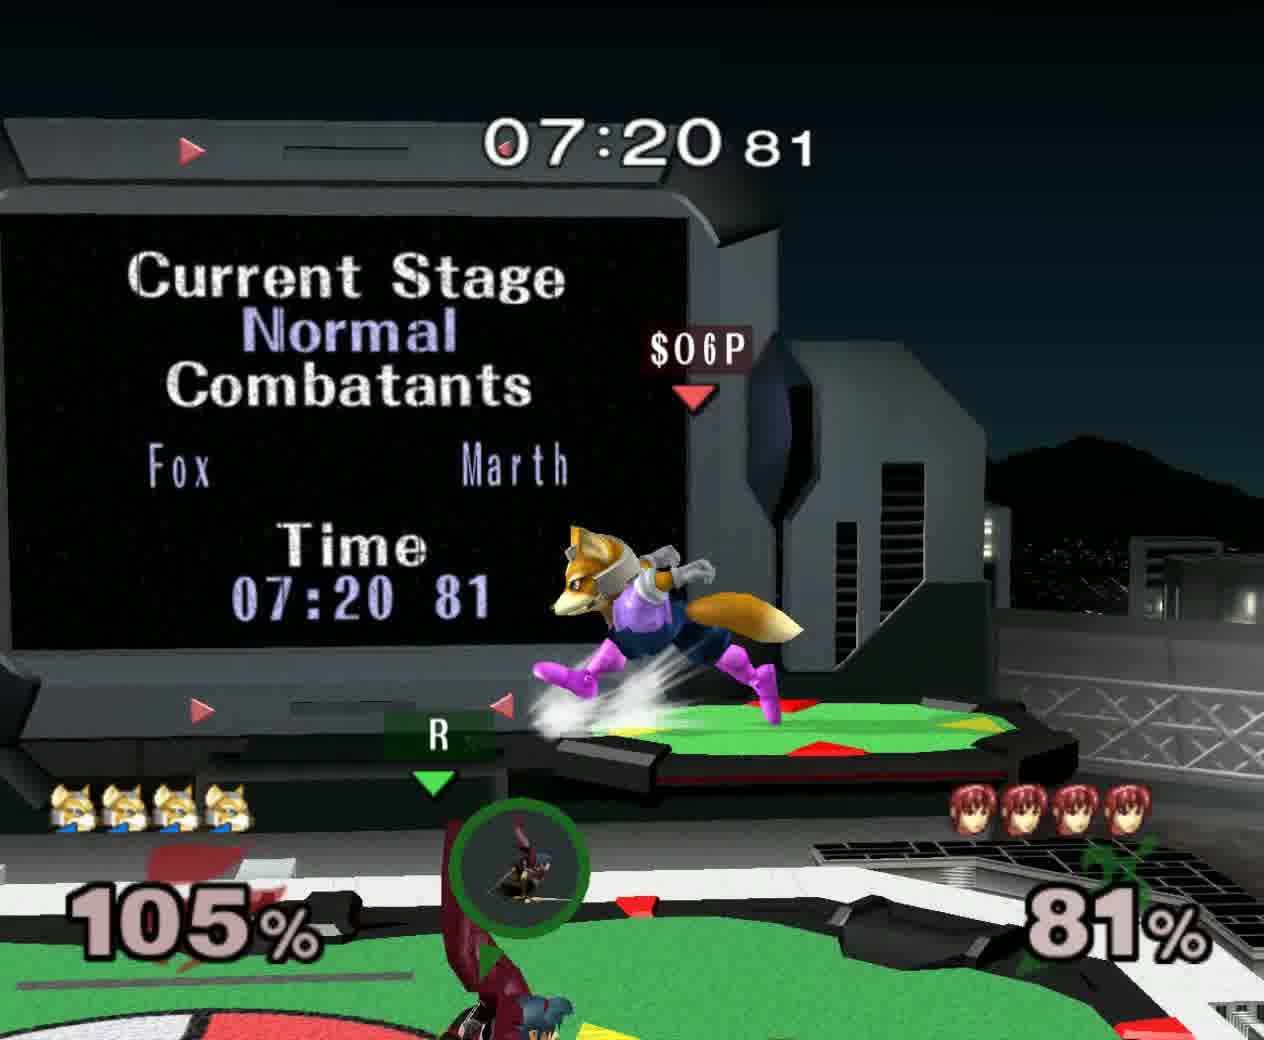 07:20 81
Current Stage
Normal
Combatants
Fox Marth
Time
07:20 81
$06P
R
105%
81%